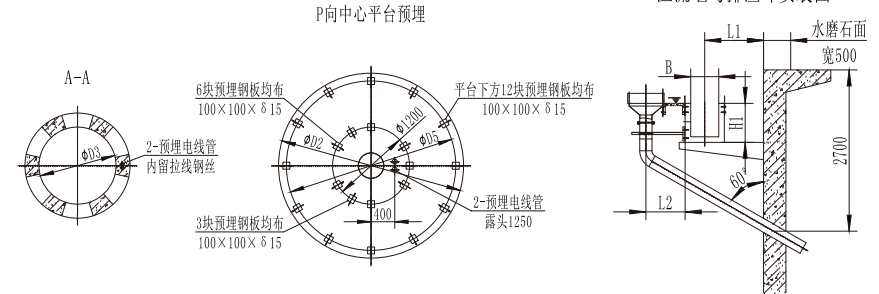 P向中心平台预埋
A-A
ΦD3
2-预埋电线管
内留拉线钢丝
6块预埋钢板均布
100×100×δ15
平台下方12块预埋钢板均布
100×100×δ15
Φ1200
ΦD2
ΦD5
400
3块预埋钢板均布
100×100×δ15
2-预埋电线管
露头1250
L1
水磨石面
宽500
B
H1
2700
60°
L2